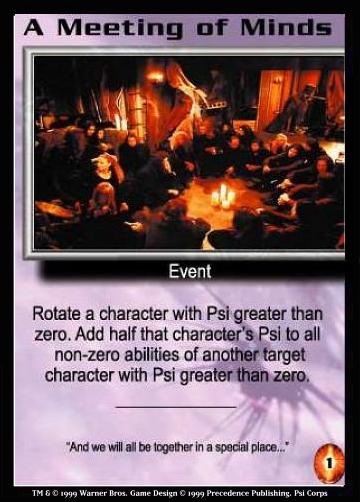 A Meeting of Minds
Event
Rotate a character with Psi greater than
zero. Add half that character's Psi to all
non-zero abilities of another target
character with Psi greater than zero.
"And we will all be together in a special place..."
1
TM & © 1999 Warner Bros. Game Design © 1999 Precedence Publishing. Psi Corps